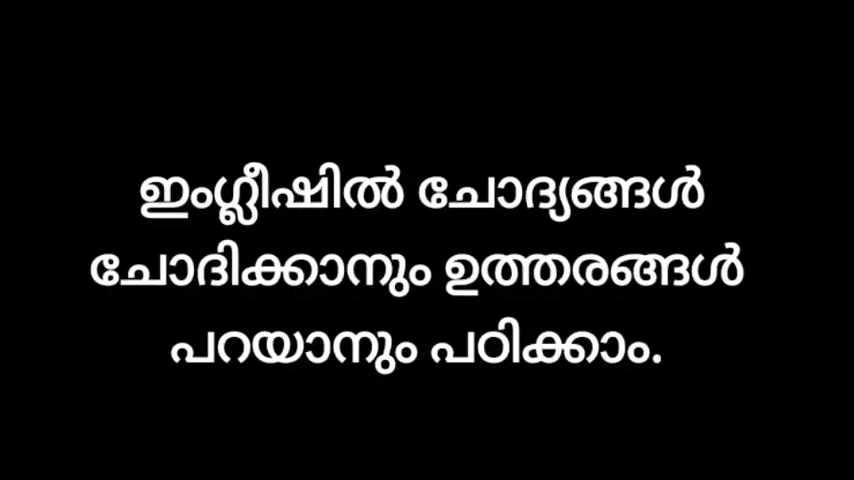 ഇംഗ്ലീഷിൽ ചോദ്യങ്ങൾ
ചോദിക്കാനും ഉത്തരങ്ങൾ
പറയാനും പഠിക്കാം.